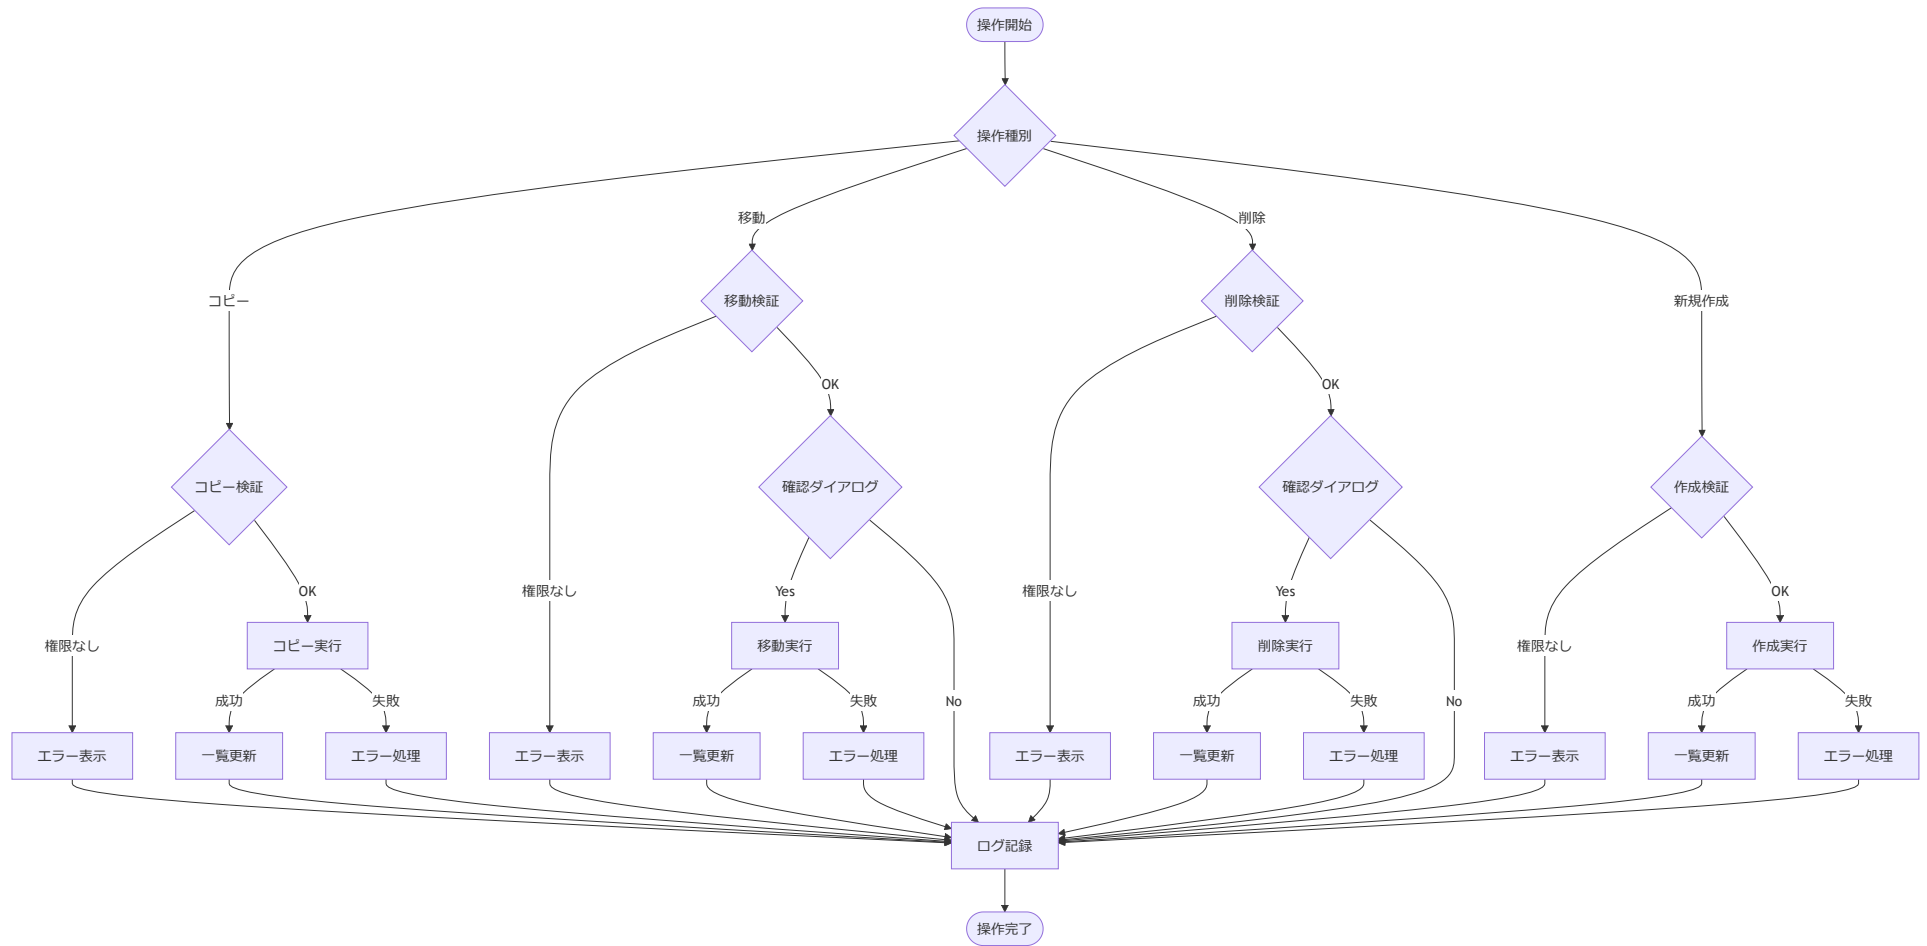 操作開始
操作種別
移動
削除
コピー
移動検証
削除検証
新規作成
OK
OK
コピー検証
確認ダイアログ
確認ダイアログ
作成検証
OK
権限なし
Yes
権限なし
Yes
OK
権限なし
コピー実行
移動実行
削除実行
権限なし
作成実行
成功
失敗
成功
失敗
No
成功
失敗
No
成功
失敗
エラー表示
一覧更新
エラー処理
エラー表示
一覧更新
エラー処理
エラー表示
一覧更新
エラー処理
エラー表示
一覧更新
エラー処理
ログ記録
操作完了